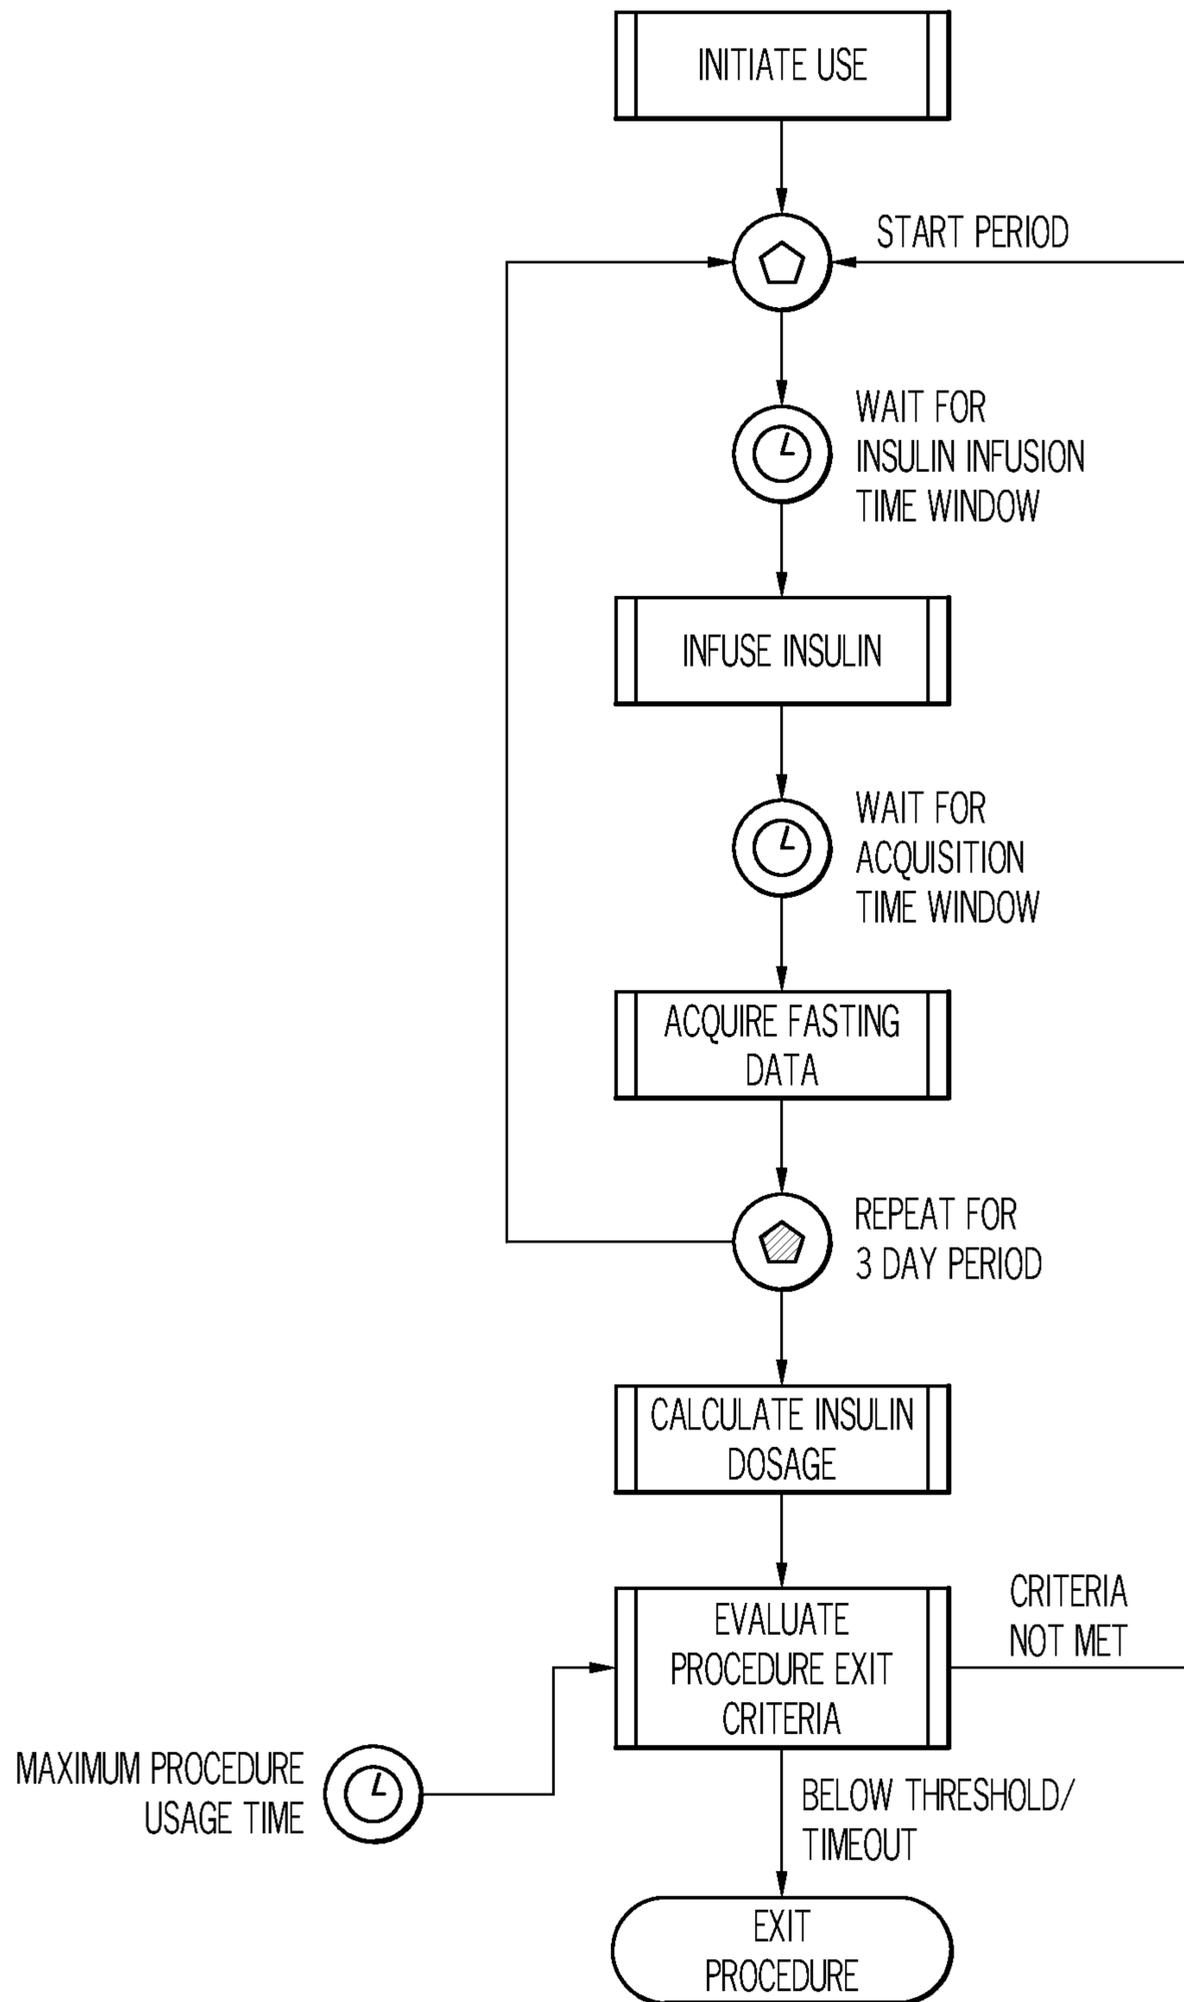 INITIATE USE
START PERIOD
WAIT FOR
INSULIN INFUSION
TIME WINDOW
INFUSE INSULIN
WAIT FOR
ACQUISITION
TIME WINDOW
ACQUIRE FASTING
DATA
REPEAT FOR
3 DAY PERIOD
CALCULATE INSULIN
DOSAGE
EVALUATE
PROCEDURE EXIT
CRITERIA
CRITERIA
NOT MET
MAXIMUM PROCEDURE
USAGE TIME
BELOW THRESHOLD/
TIMEOUT
EXIT
PROCEDURE